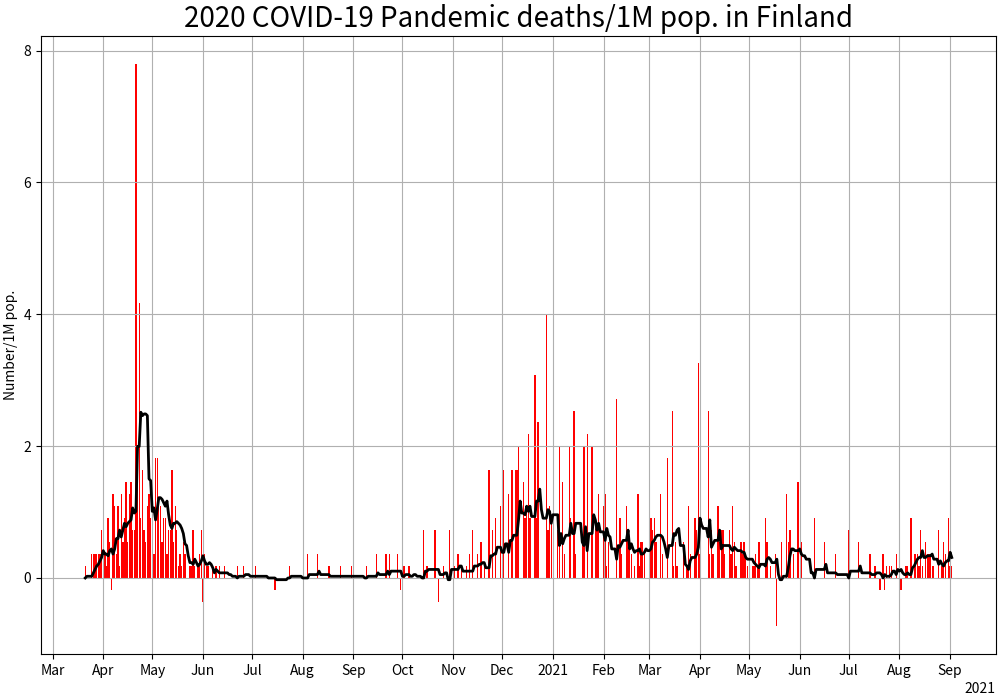 2020 COVID-19 Pandemic deaths/1M pop. in Finland
Number/1M pop.
8
6
4
2
0
Mar Apr May Jun Jul Aug Sep Oct Nov Dec 2021 Feb Mar Apr May Jun Jul Aug Sep
2021